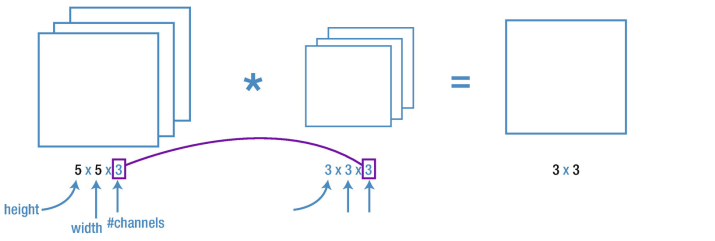 * =
5 x 5 x 3 3 x 3 x 3 3 x 3
height width #channels